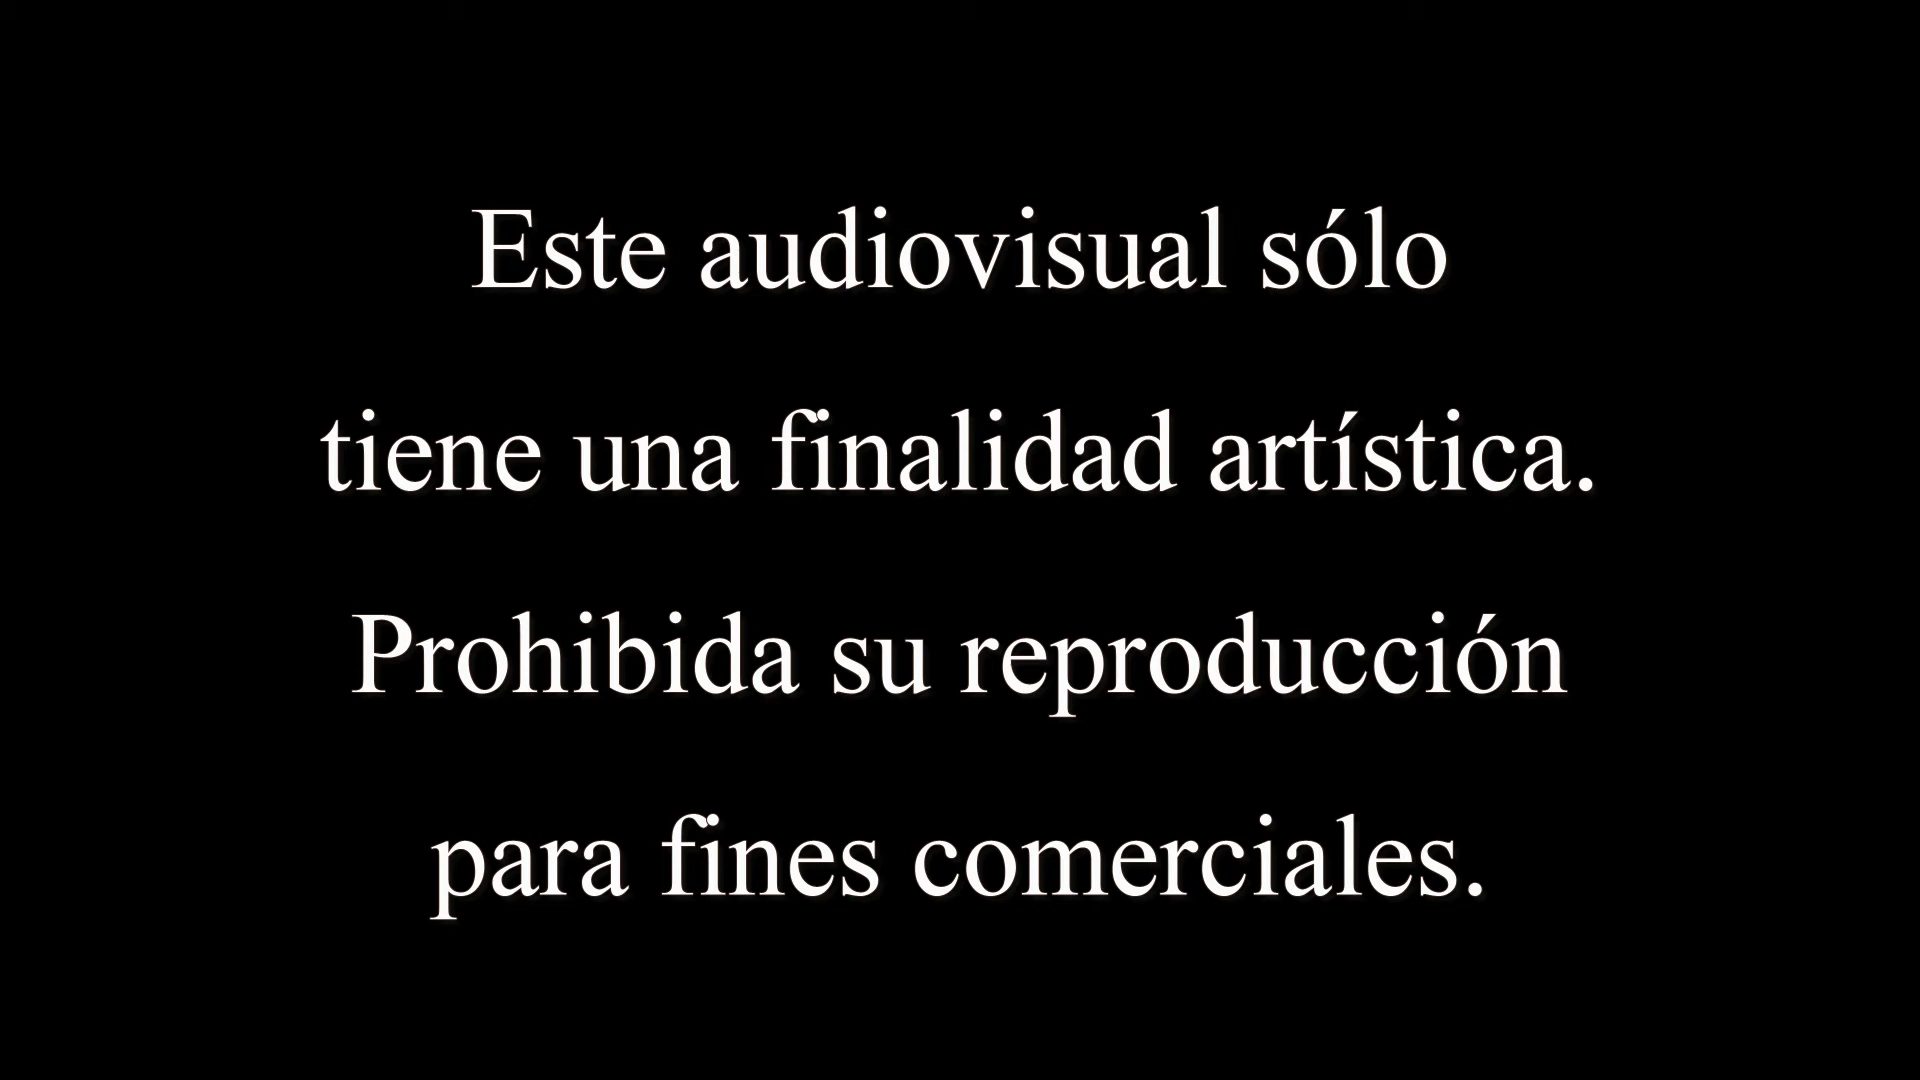 Este audiovisual sólo
tiene una finalidad artística.
Prohibida su reproducción
para fines comerciales.